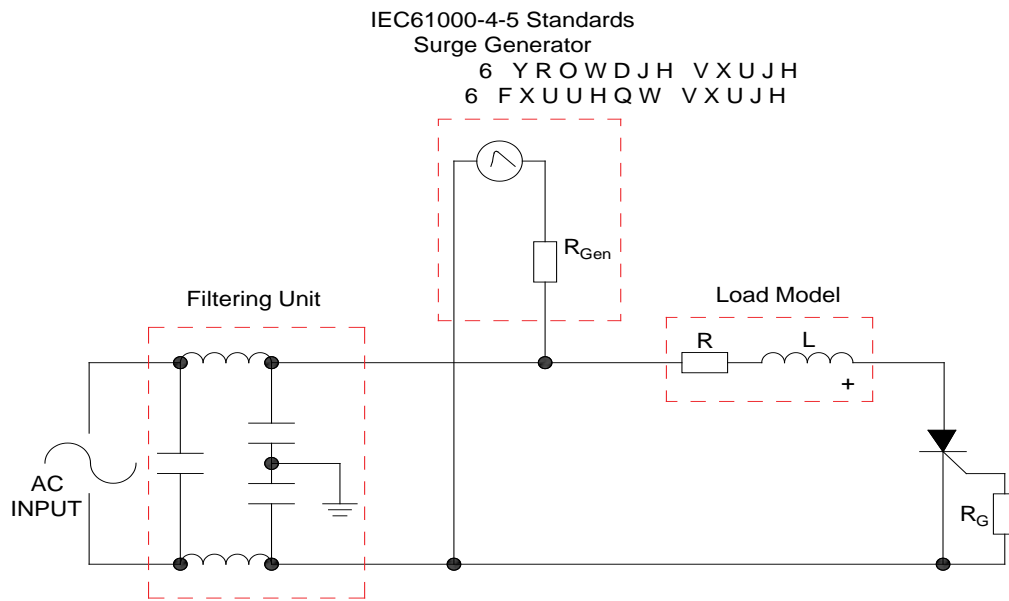 IEC61000-4-5 Standards
Surge Generator
6 YROWDJH VXUJH
6 FXUUHQW VXUJH
RGen
Filtering Unit
Load Model
R
L
+
AC
INPUT
RG